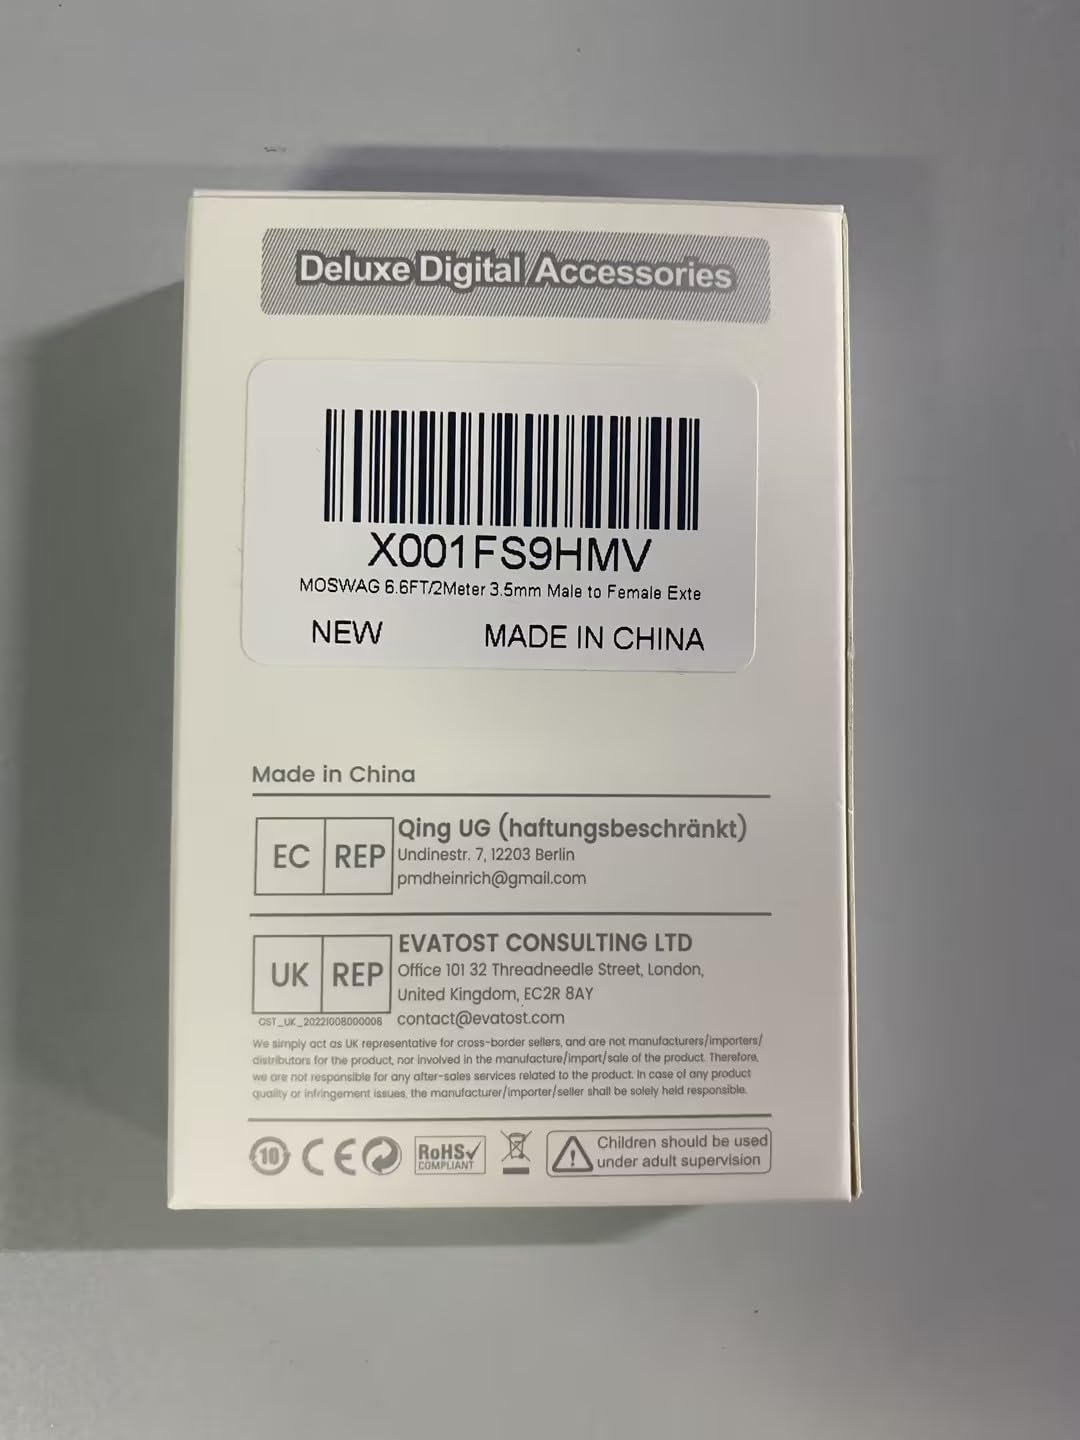 Deluxe Digital Accessories
X001FS9HMV
MOSWAG 6.6FT/2Meter 3.5mm Male to Female Exte
NEW MADE IN CHINA
Made in China
EC REP
Qing UG (haftungsbeschränkt)
Undinestr. 7, 12203 Berlin
pmdheinrich@gmail.com
UK REP
EVATOST CONSULTING LTD
Office 101 32 Threadneedle Street, London,
United Kingdom, EC2R 8AY
contact@evatost.com
OST_UK_20221008000008
We simply act as UK representative for cross-border sellers, and are not manufacturers/importers/
distributors for the product, nor involved in the manufacture/import/sale of the product. Therefore,
we are not responsible for any after-sales services related to the product. In case of any product
quality or infringement issues, the manufacturer/importer/seller shall be solely held responsible.
10 CE RoHS COMPLIANT
Children should be used
under adult supervision